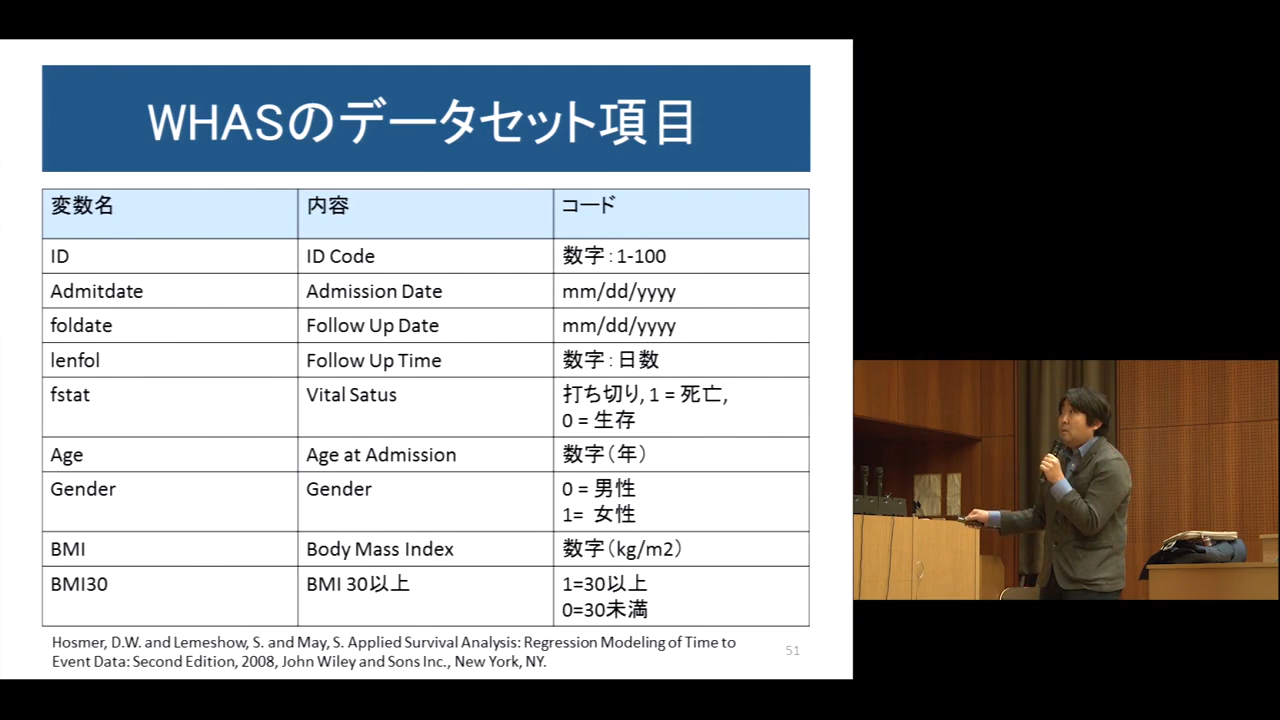 WHASのデータセット項目
変数名 内容 コード
ID ID Code 数字：1-100
Admitdate Admission Date mm/dd/yyyy
foldate Follow Up Date mm/dd/yyyy
lenfol Follow Up Time 数字：日数
fstat Vital Satus 打ち切り, 1 = 死亡,
0 = 生存
Age Age at Admission 数字（年）
Gender Gender 0 = 男性
1= 女性
BMI Body Mass Index 数字（kg/m2）
BMI30 BMI 30以上 1=30以上
0=30未満
Hosmer, D.W. and Lemeshow, S. and May, S. Applied Survival Analysis: Regression Modeling of Time to
Event Data: Second Edition, 2008, John Wiley and Sons Inc., New York, NY.
51